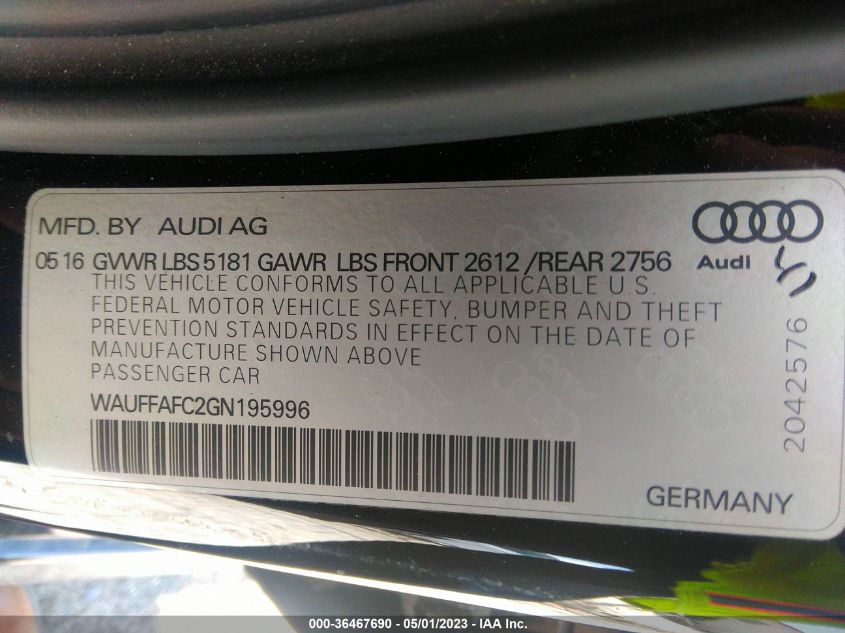 MFD. BY AUDI AG
05 16 GVWR LBS 5181 GAWR LBS FRONT 2612 / REAR 2756
THIS VEHICLE CONFORMS TO ALL APPLICABLE U.S.
FEDERAL MOTOR VEHICLE SAFETY, BUMPER AND THEFT
PREVENTION STANDARDS IN EFFECT ON THE DATE OF
MANUFACTURE SHOWN ABOVE
PASSENGER CAR
WAUFFAFC2GN195996
Audi
2042576
GERMANY
000-36467690 - 05/01/2023 - IAA Inc.